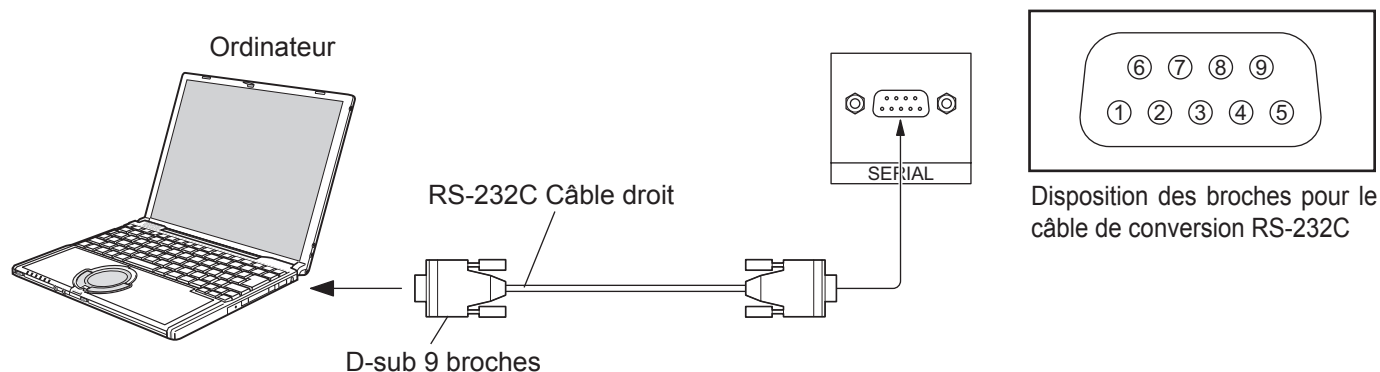 Ordinateur
RS-232C Câble droit
D-sub 9 broches
SERIAL
⑥ ⑦ ⑧ ⑨
① ② ③ ④ ⑤
Disposition des broches pour le
câble de conversion RS-232C